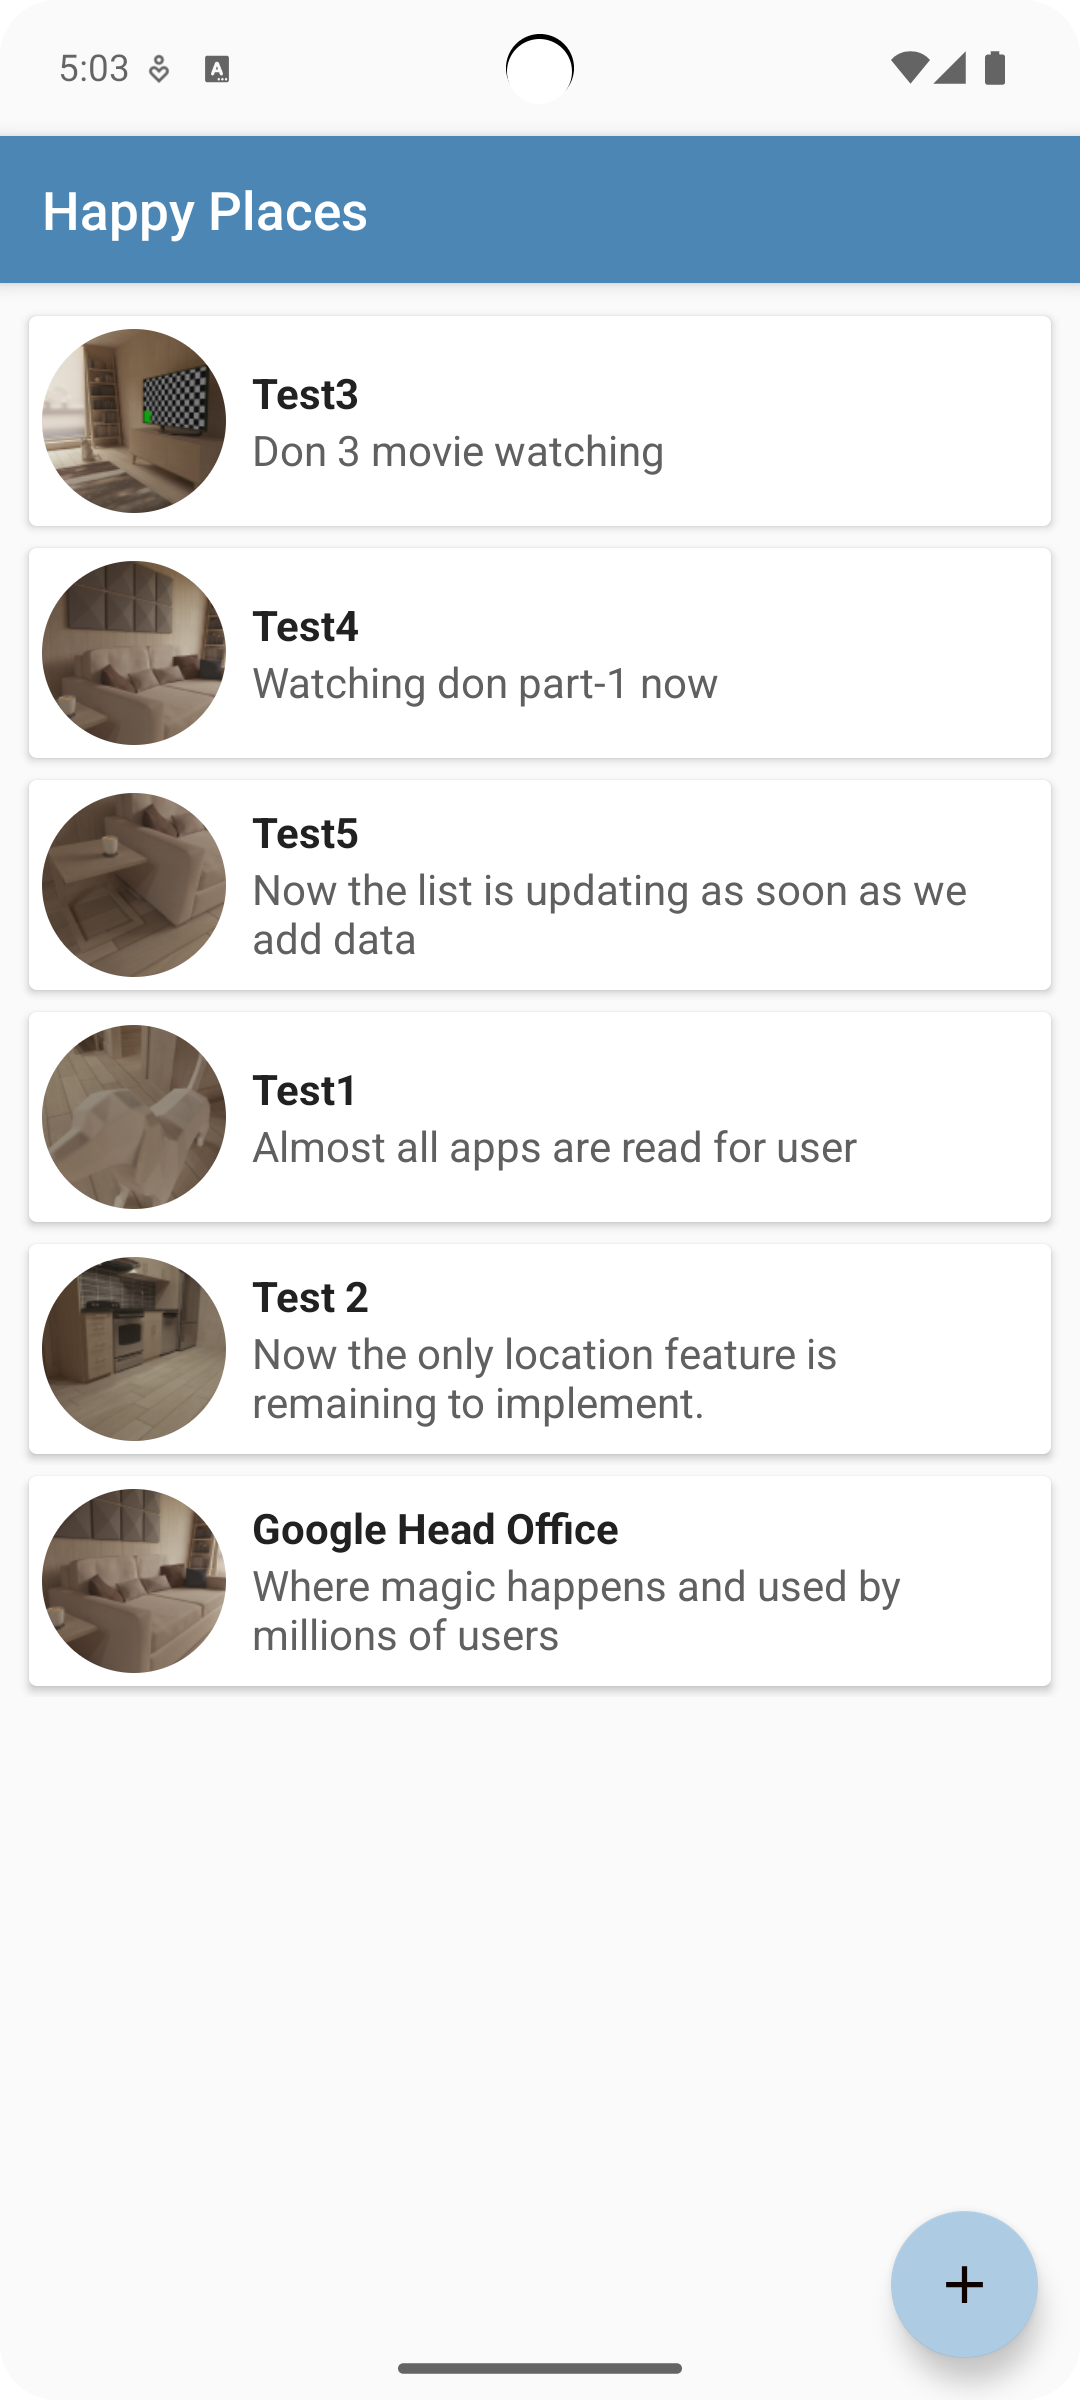 5:03
Happy Places
Test3
Don 3 movie watching
Test4
Watching don part-1 now
Test5
Now the list is updating as soon as we
add data
Test1
Almost all apps are read for user
Test 2
Now the only location feature is
remaining to implement.
Google Head Office
Where magic happens and used by
millions of users